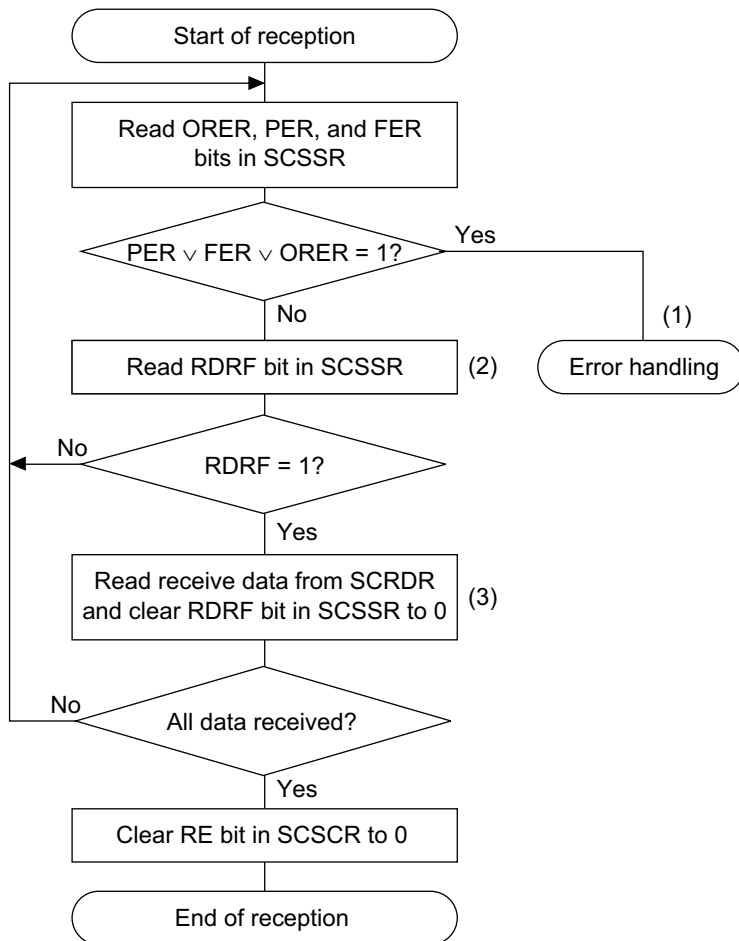 Start of reception
Read ORER, PER, and FER
bits in SCSSR
PER ∨ FER ∨ ORER = 1?
Yes
No
(1)
Error handling
Read RDRF bit in SCSSR
(2)
No
RDRF = 1?
Yes
Read receive data from SCRDR
and clear RDRF bit in SCSSR to 0
(3)
No
All data received?
Yes
Clear RE bit in SCSCR to 0
End of reception